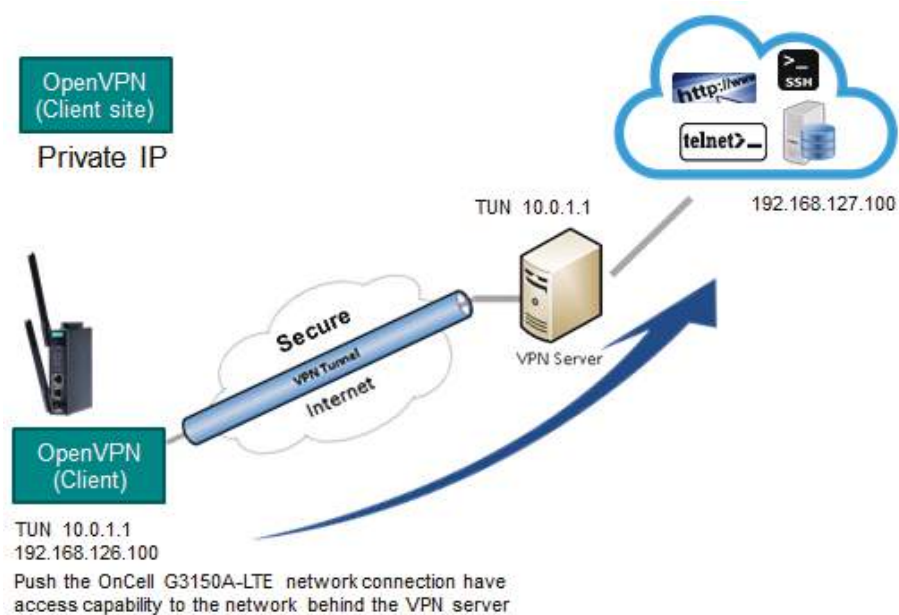 OpenVPN
(Client site)
Private IP
http://www
>_
SSH
telnet>_
192.168.127.100
TUN 10.0.1.1
VPN Server
Secure
VPN Tunnel
Internet
OpenVPN
(Client)
TUN 10.0.1.1
192.168.126.100
Push the OnCell G3150A-LTE network connection have
access capability to the network behind the VPN server